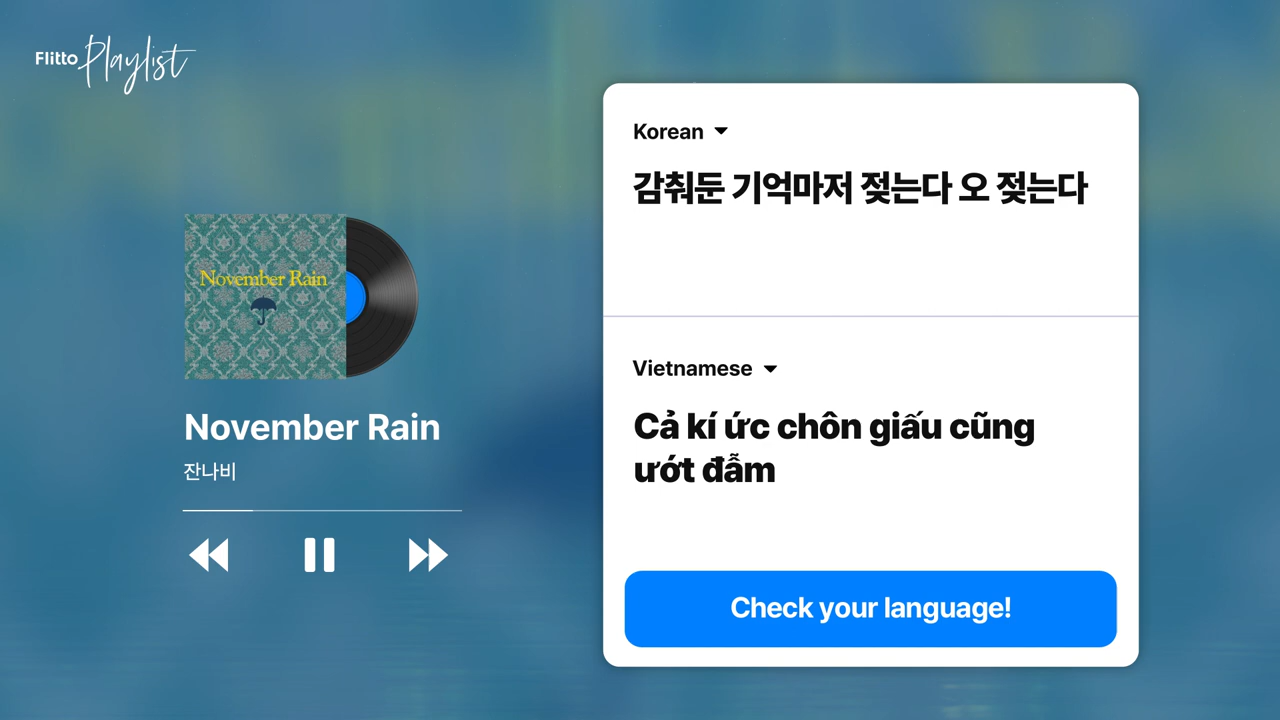 Flitto Playlist
November Rain
November Rain
잔나비
Korean
감춰둔 기억마저 젖는다 오 젖는다
Vietnamese
Cả kí ức chôn giấu cũng
ướt đẫm
Check your language!